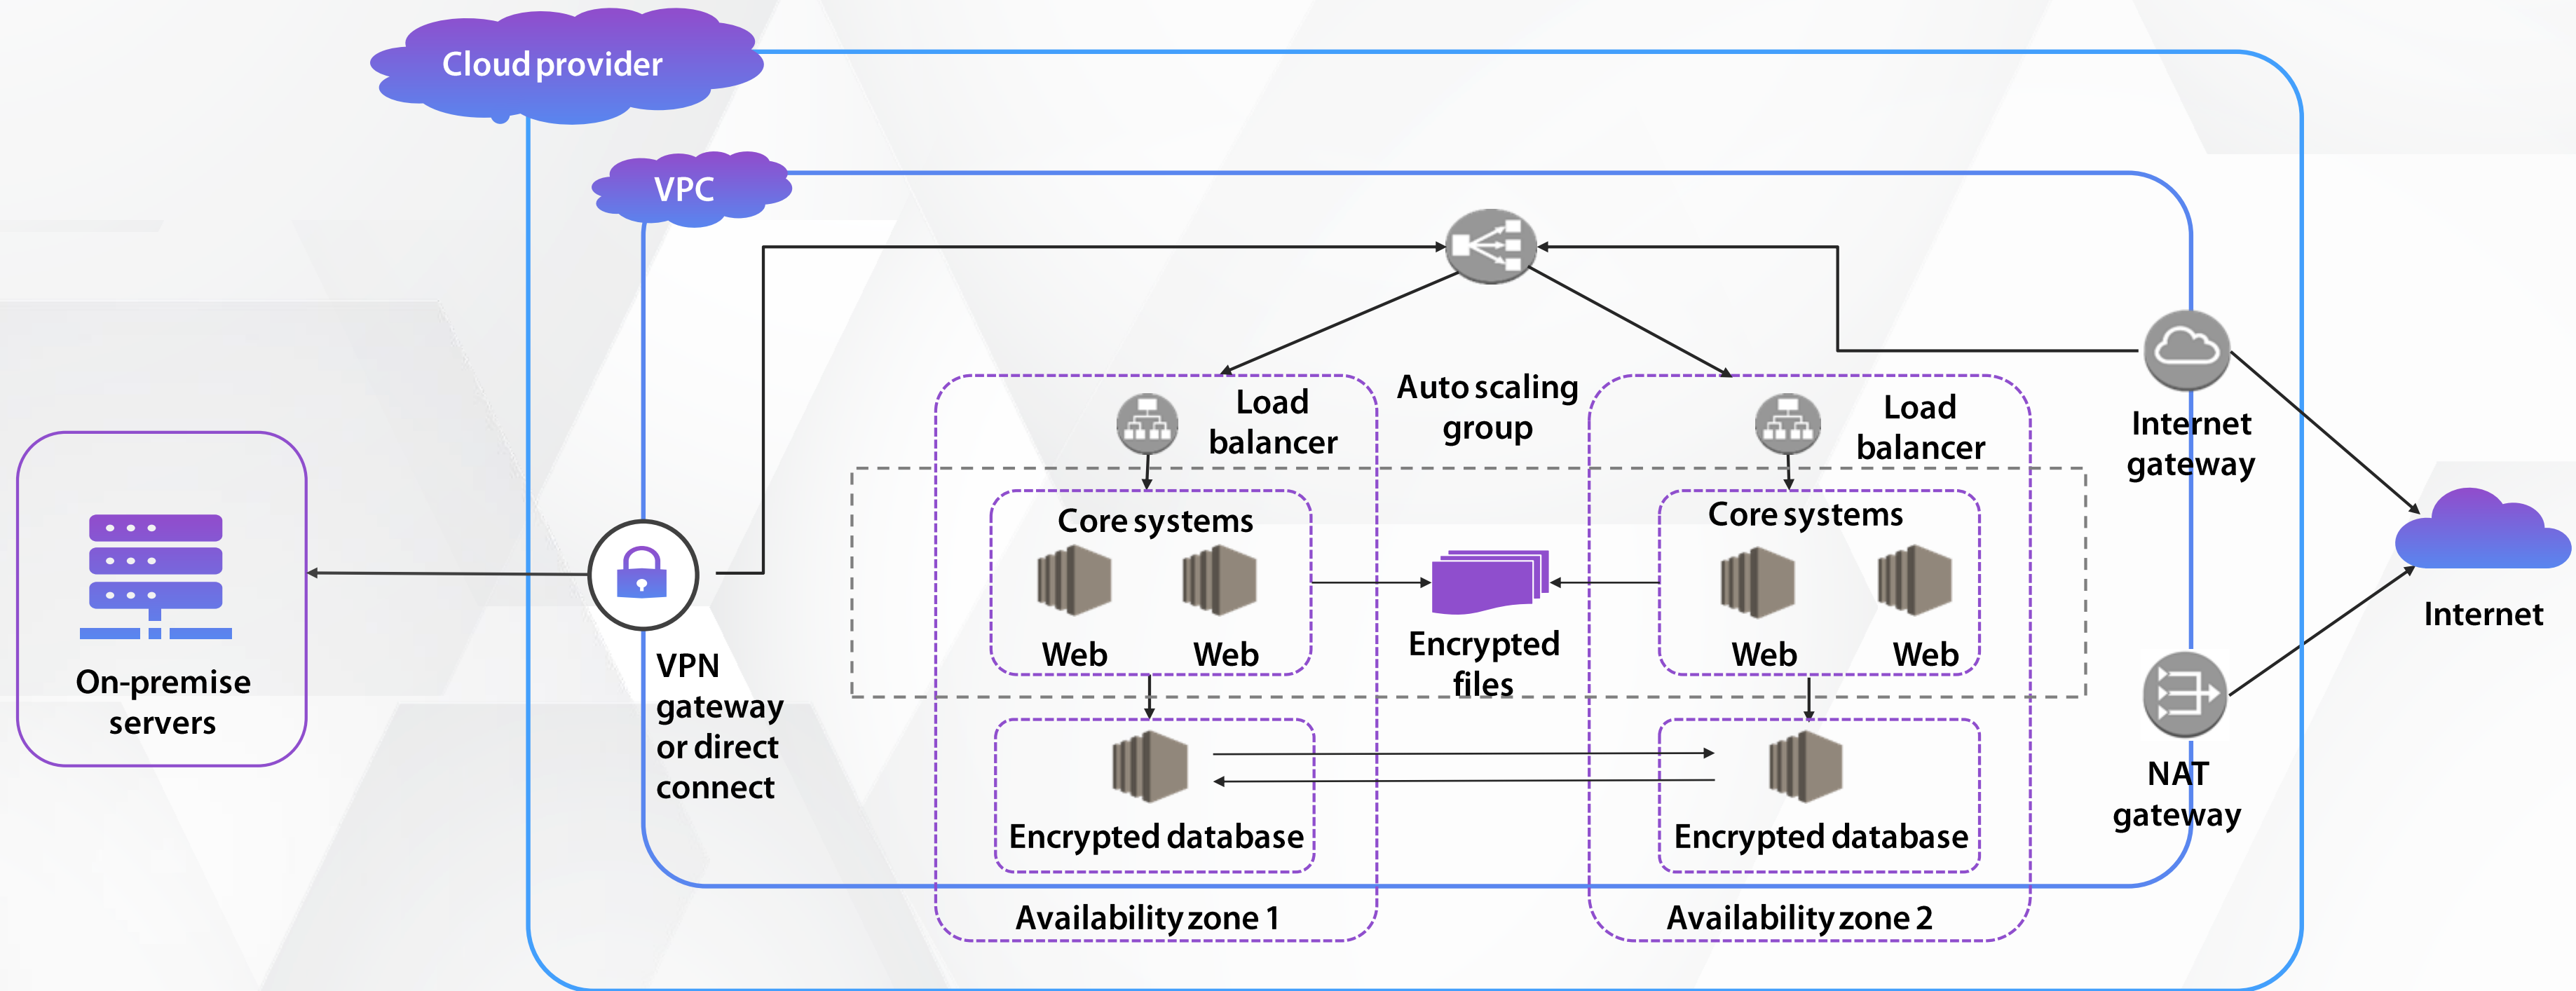 Cloud provider
VPC
Auto scaling
group
Load
balancer
Load
balancer
Internet
gateway
Core systems
Web
Web
Encrypted
files
Core systems
Web
Web
Internet
On-premise
servers
VPN
gateway
or direct
connect
NAT
gateway
Encrypted database
Encrypted database
Availability zone 1
Availability zone 2